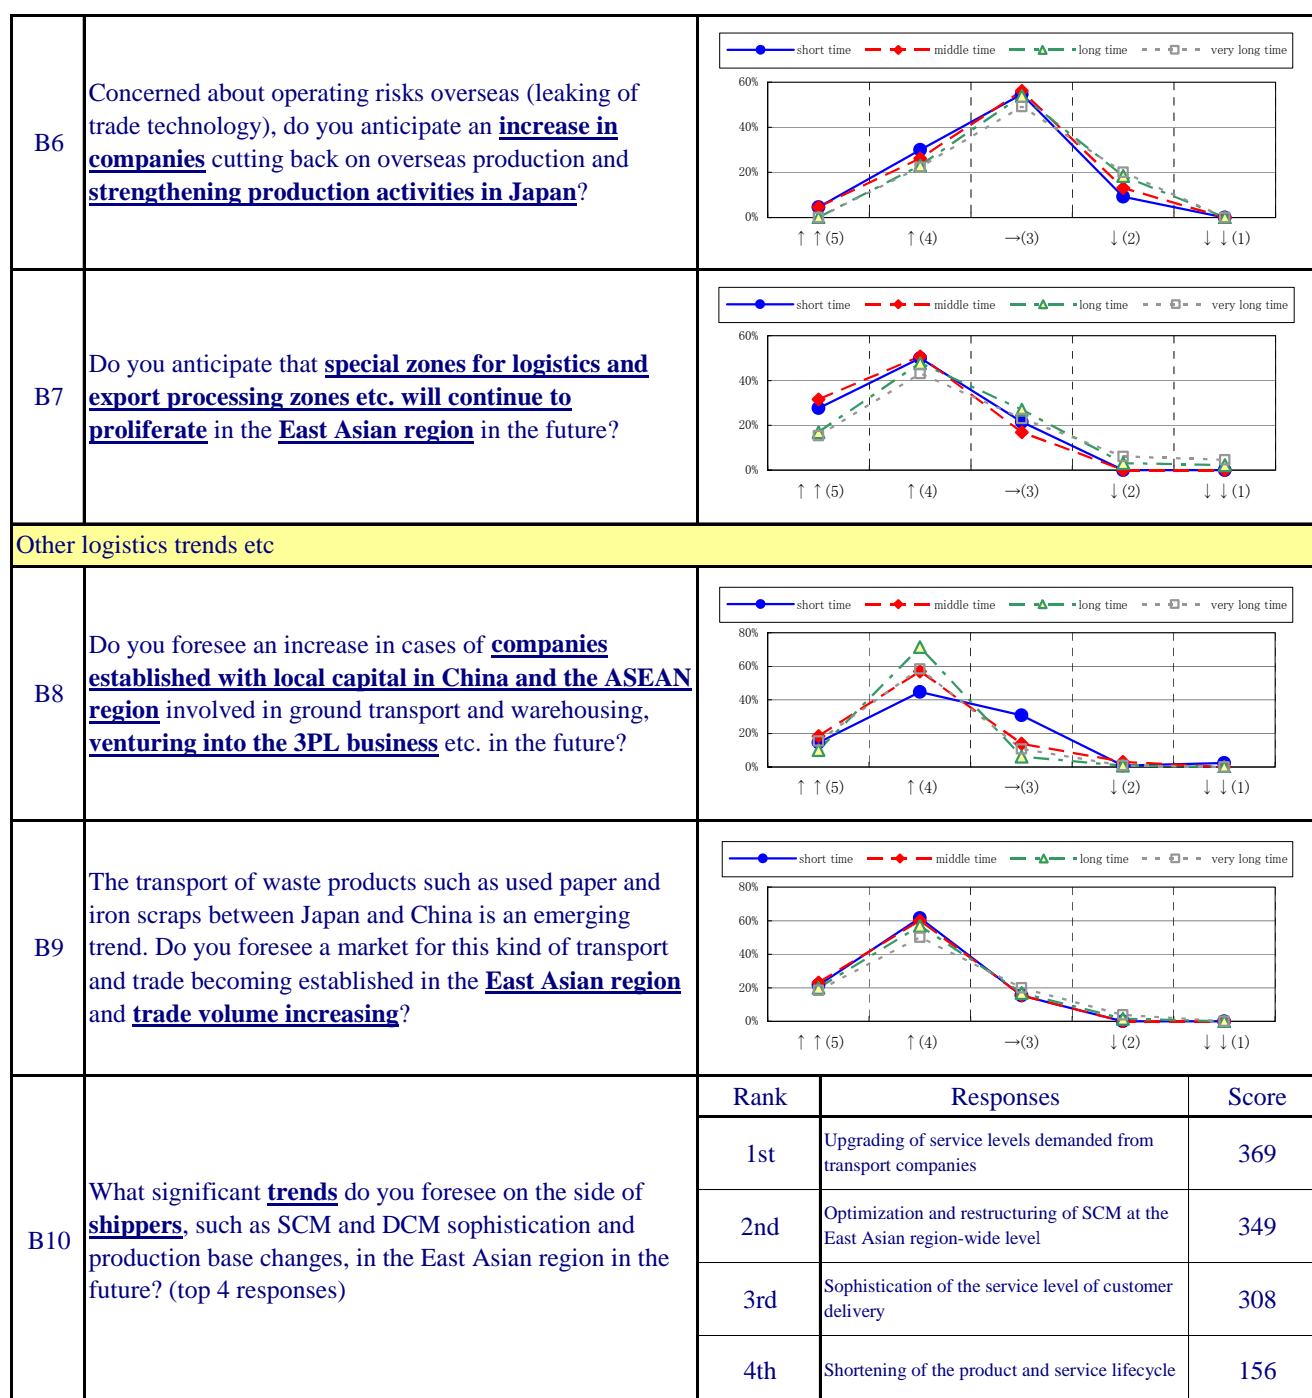 short time middle time long time very long time
60%
40%
20%
0%
↑↑(5) ↑(4) →(3) ↓(2) ↓↓(1)
B6
Concerned about operating risks overseas (leaking of
trade technology), do you anticipate an increase in
companies cutting back on overseas production and
strengthening production activities in Japan?
short time middle time long time very long time
60%
40%
20%
0%
↑↑(5) ↑(4) →(3) ↓(2) ↓↓(1)
B7
Do you anticipate that special zones for logistics and
export processing zones etc. will continue to
proliferate in the East Asian region in the future?
Other logistics trends etc
short time middle time long time very long time
80%
60%
40%
20%
0%
↑↑(5) ↑(4) →(3) ↓(2) ↓↓(1)
B8
Do you foresee an increase in cases of companies
established with local capital in China and the ASEAN
region involved in ground transport and warehousing,
venturing into the 3PL business etc. in the future?
short time middle time long time very long time
80%
60%
40%
20%
0%
↑↑(5) ↑(4) →(3) ↓(2) ↓↓(1)
B9
The transport of waste products such as used paper and
iron scraps between Japan and China is an emerging
trend. Do you foresee a market for this kind of transport
and trade becoming established in the East Asian region
and trade volume increasing?
B10
What significant trends do you foresee on the side of
shippers, such as SCM and DCM sophistication and
production base changes, in the East Asian region in the
future? (top 4 responses)
Rank Responses Score
1st
Upgrading of service levels demanded from
transport companies
369
2nd
Optimization and restructuring of SCM at the
East Asian region-wide level
349
3rd
Sophistication of the service level of customer
delivery
308
4th Shortening of the product and service lifecycle 156